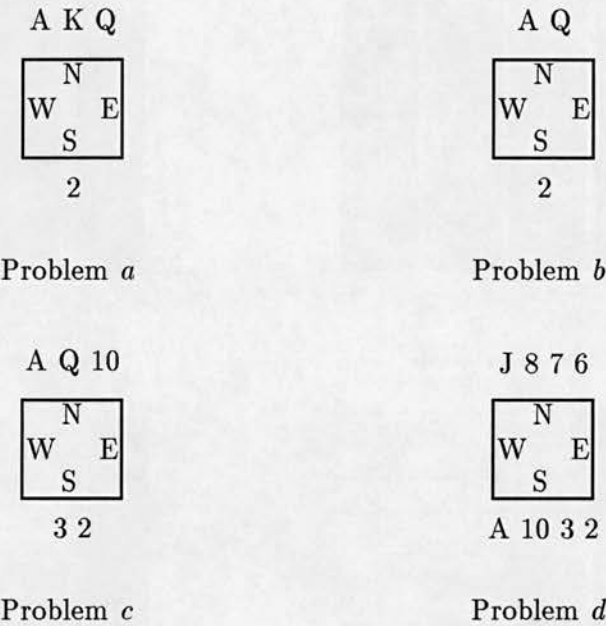 A K Q
N
W E
S
2
Problem a
A Q
N
W E
S
2
Problem b
A Q 10
N
W E
S
3 2
Problem c
J 8 7 6
N
W E
S
A 10 3 2
Problem d